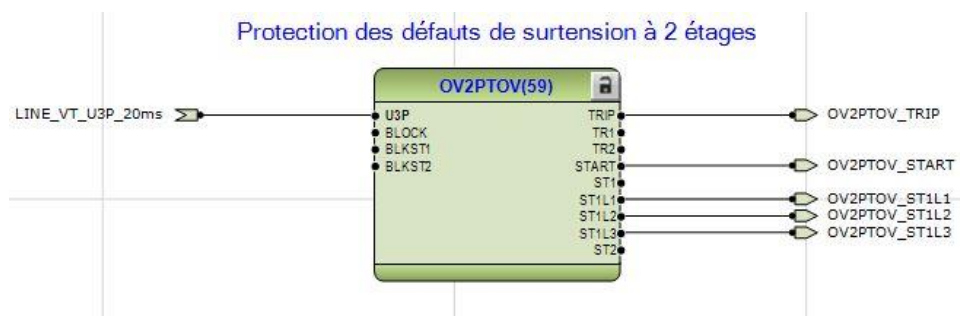 Protection des défauts de surtension à 2 étages
OV2PTOV(59)
LINE_VT_U3P_20ms
U3P
BLOCK
BLKST1
BLKST2
TRIP
TR1
TR2
START
ST1
ST1L1
ST1L2
ST1L3
ST2
OV2PTOV_TRIP
OV2PTOV_START
OV2PTOV_ST1L1
OV2PTOV_ST1L2
OV2PTOV_ST1L3